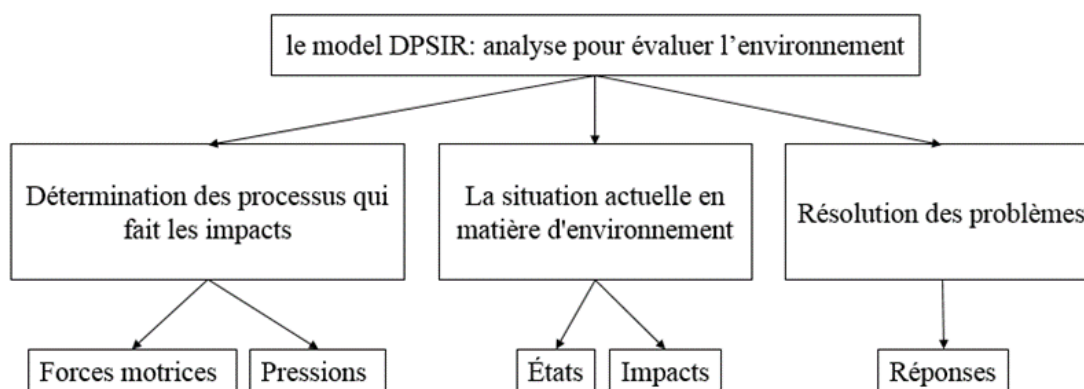 le model DPSIR: analyse pour évaluer l’environnement
Détermination des processus qui
fait les impacts
La situation actuelle en
matière d'environnement
Résolution des problèmes
Forces motrices
Pressions
États
Impacts
Réponses